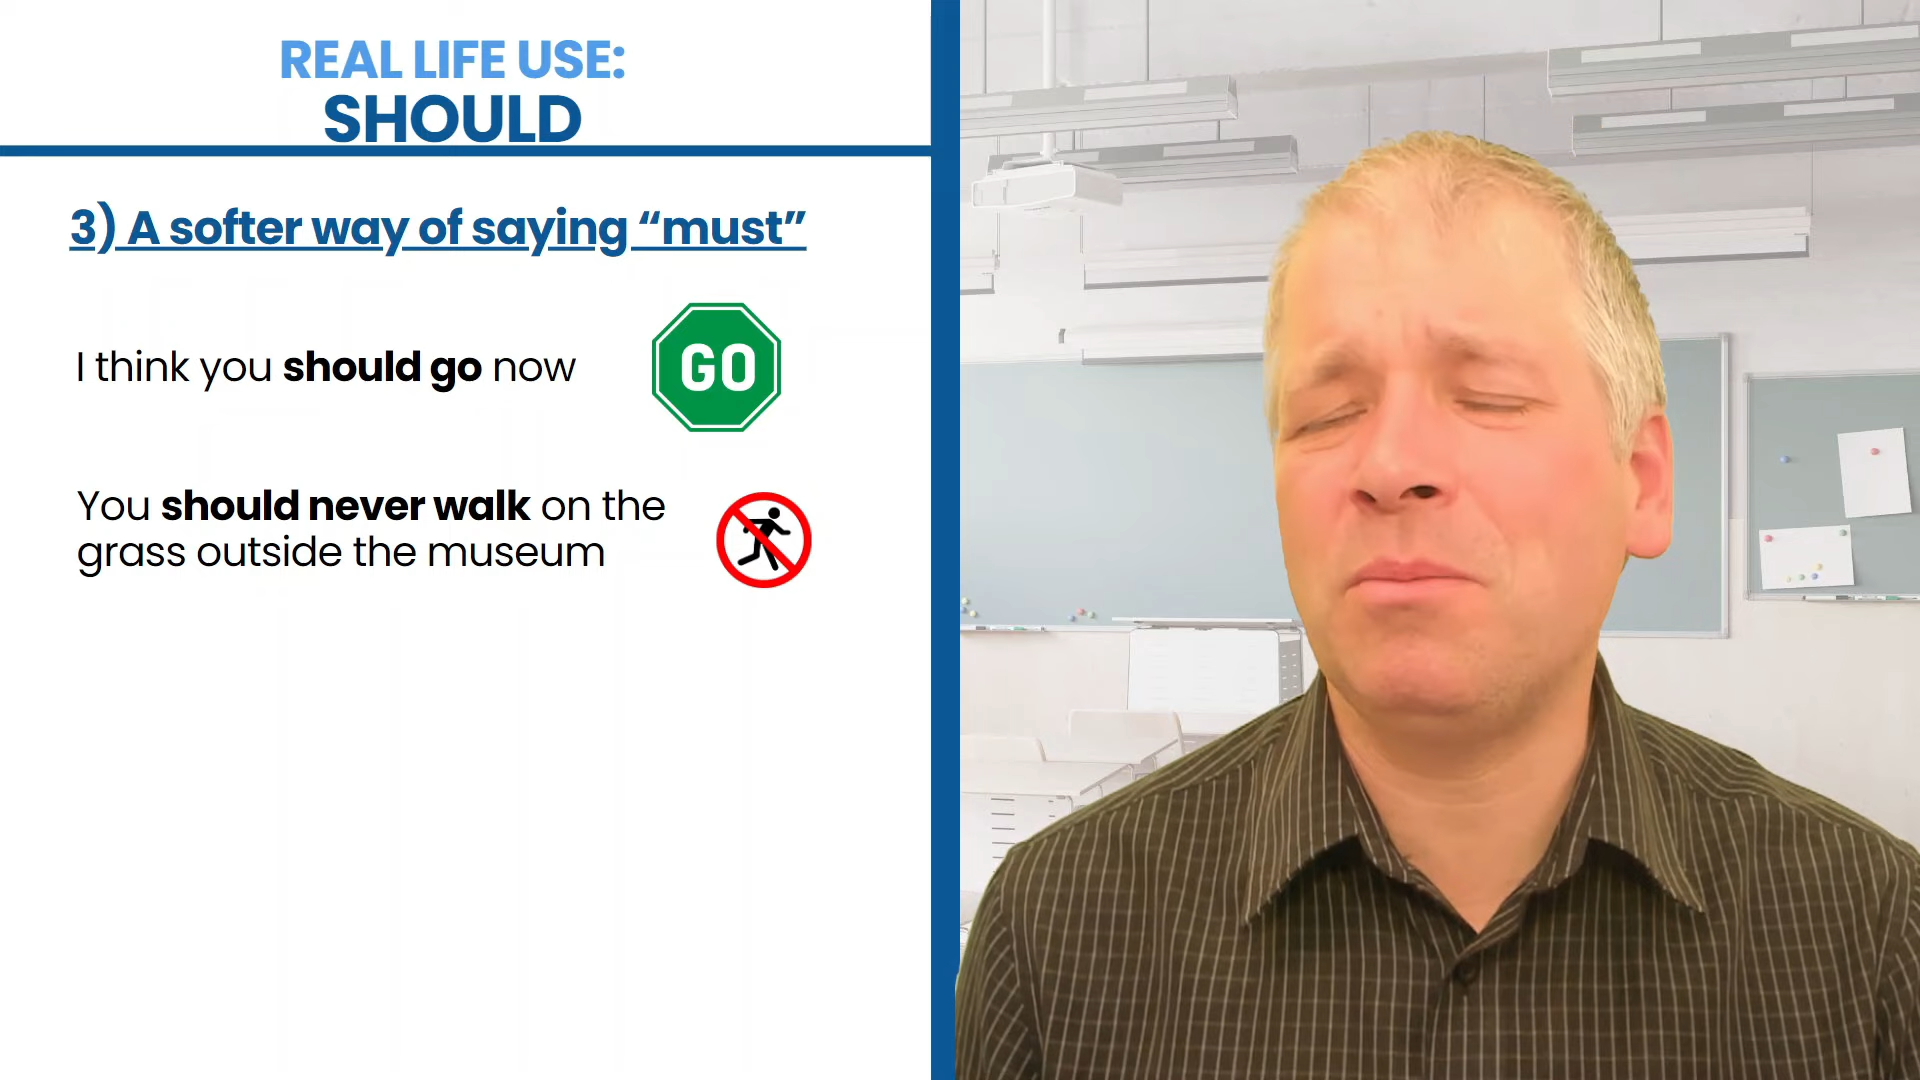 REAL LIFE USE:
SHOULD
3) A softer way of saying “must”
I think you should go now
GO
You should never walk on the
grass outside the museum